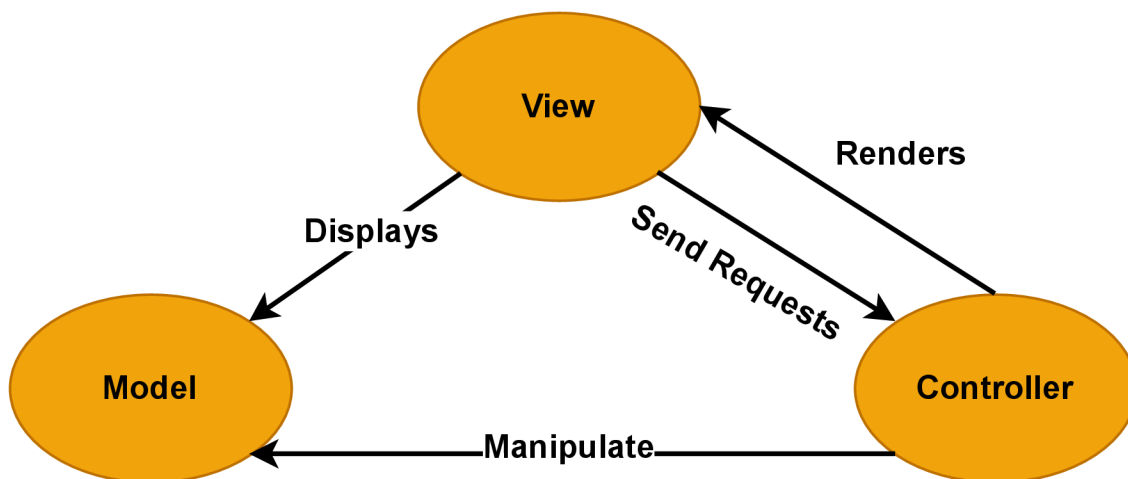 View
Renders
Displays
Send Requests
Model
Controller
Manipulate